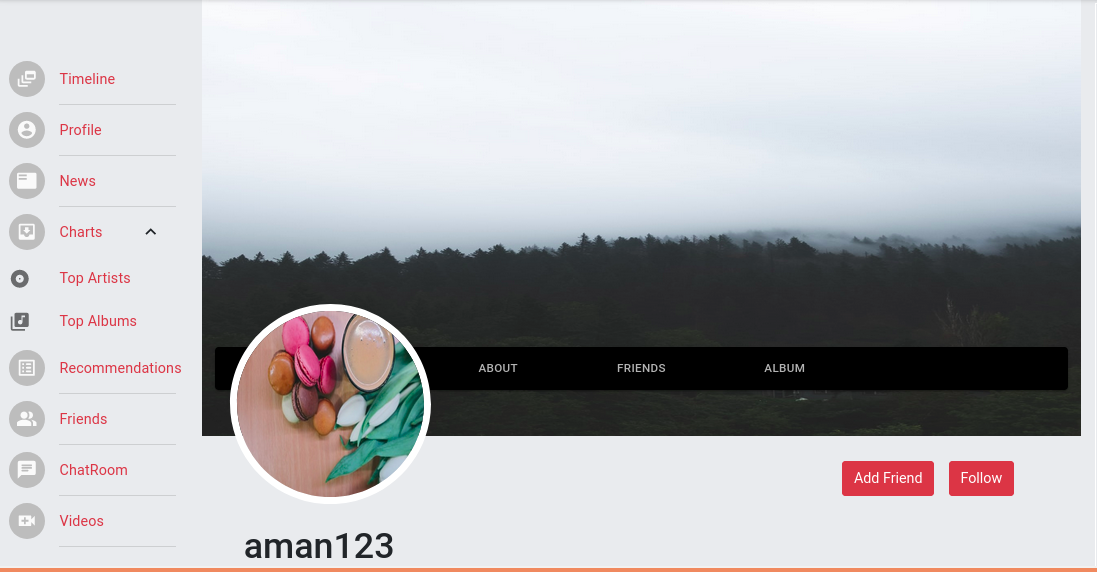 Timeline
Profile
News
Charts
Top Artists
Top Albums
Recommendations
Friends
ChatRoom
Videos
ABOUT
FRIENDS
ALBUM
Add Friend
Follow
aman123